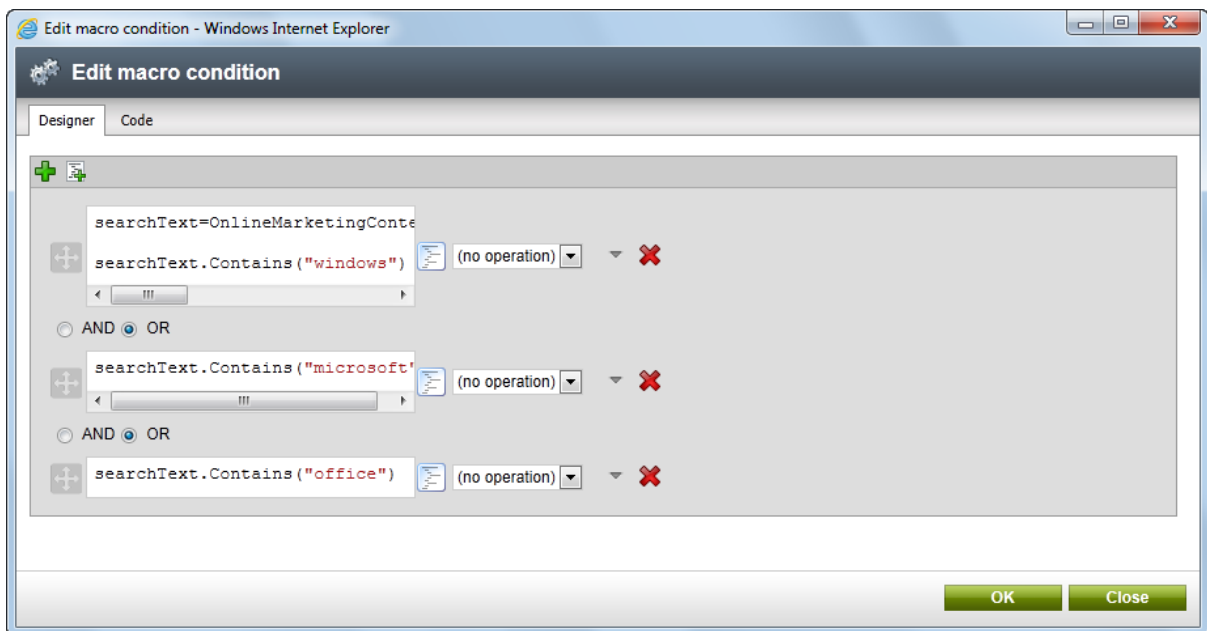 Edit macro condition - Windows Internet Explorer
Edit macro condition
Designer Code
searchText=OnlineMarketingConte
searchText.Contains("windows") (no operation)
AND OR
searchText.Contains("microsoft" (no operation)
AND OR
searchText.Contains("office") (no operation)
OK Close